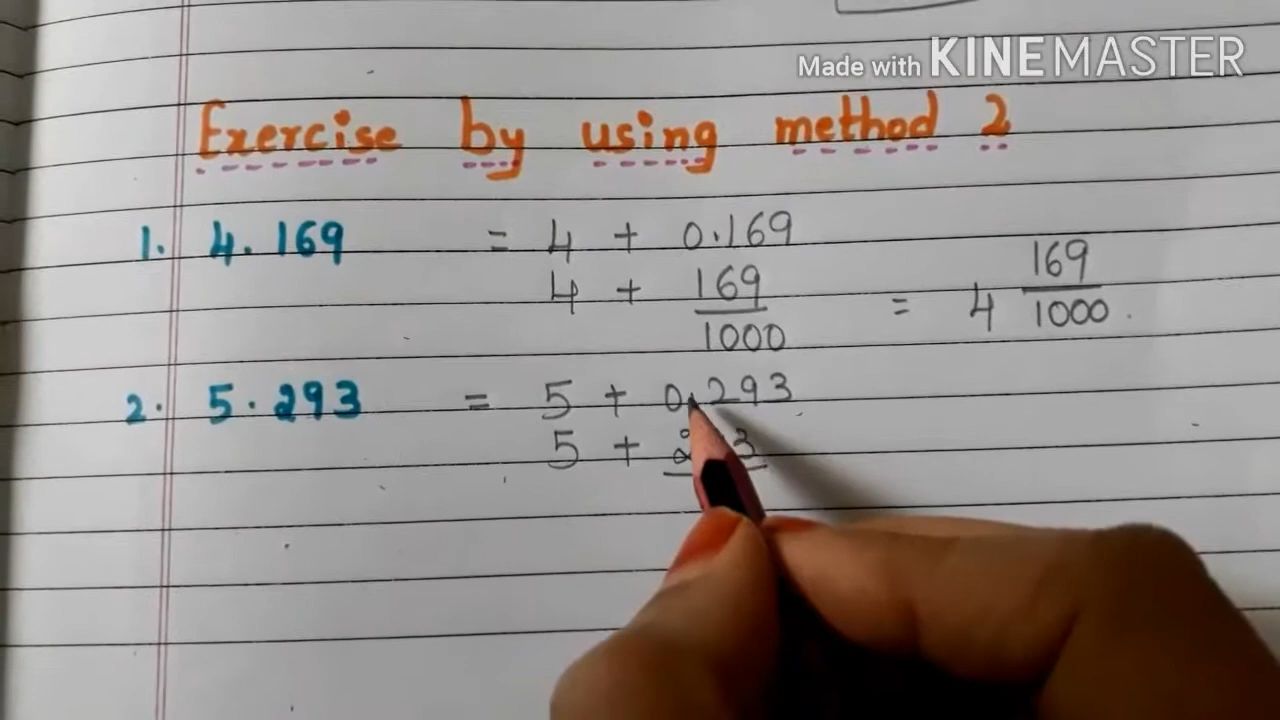 Made with KINEMASTER
Exercise by using method 2
1. 4.169 = 4 + 0.169
4 + 169/1000 = 4 169/1000.
2. 5.293 = 5 + 0.293
5 +